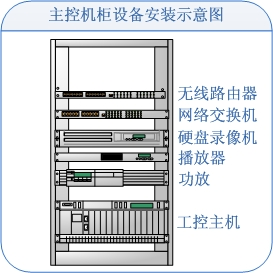 主控机柜设备安装示意图
无线路由器
网络交换机
硬盘录像机
播放器
功放
工控主机